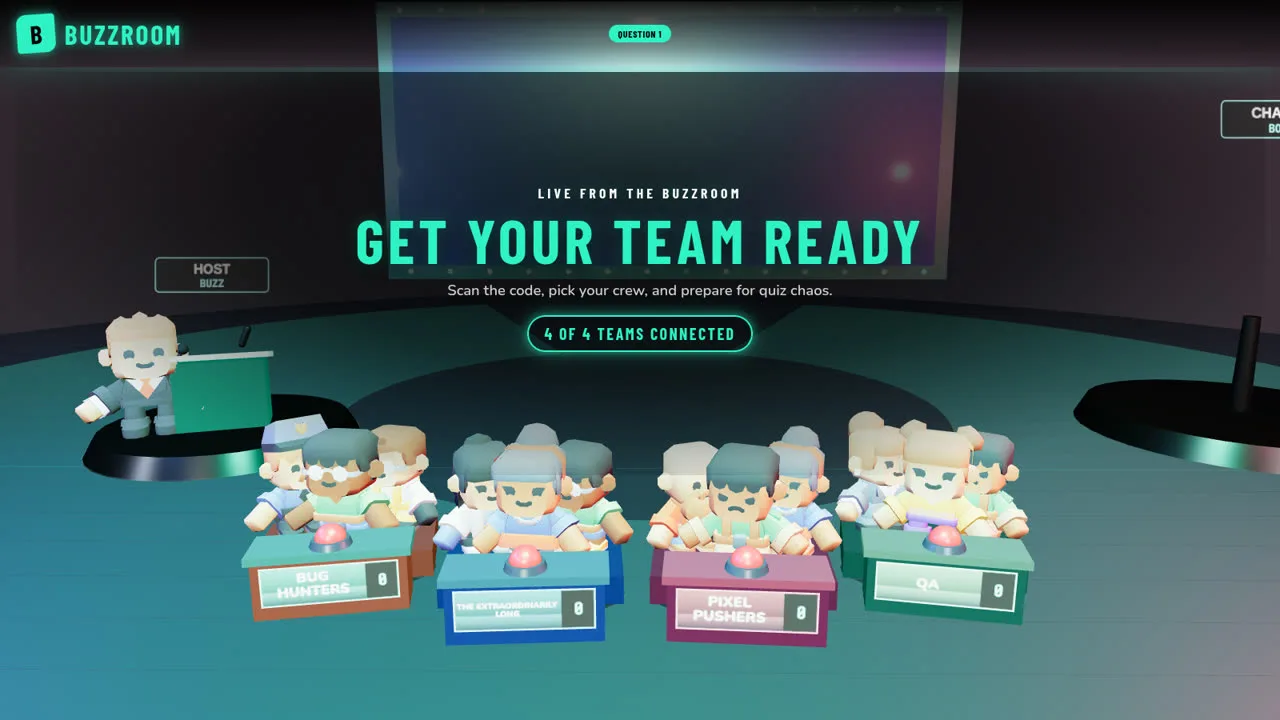 B BUZZROOM
QUESTION 1
LIVE FROM THE BUZZROOM
GET YOUR TEAM READY
Scan the code, pick your crew, and prepare for quiz chaos.
4 OF 4 TEAMS CONNECTED
HOST
BUZZ
BUG
HUNTERS
0
THE EXTRAORDINARILY
LONG
0
PIXEL
PUSHERS
0
QA
0